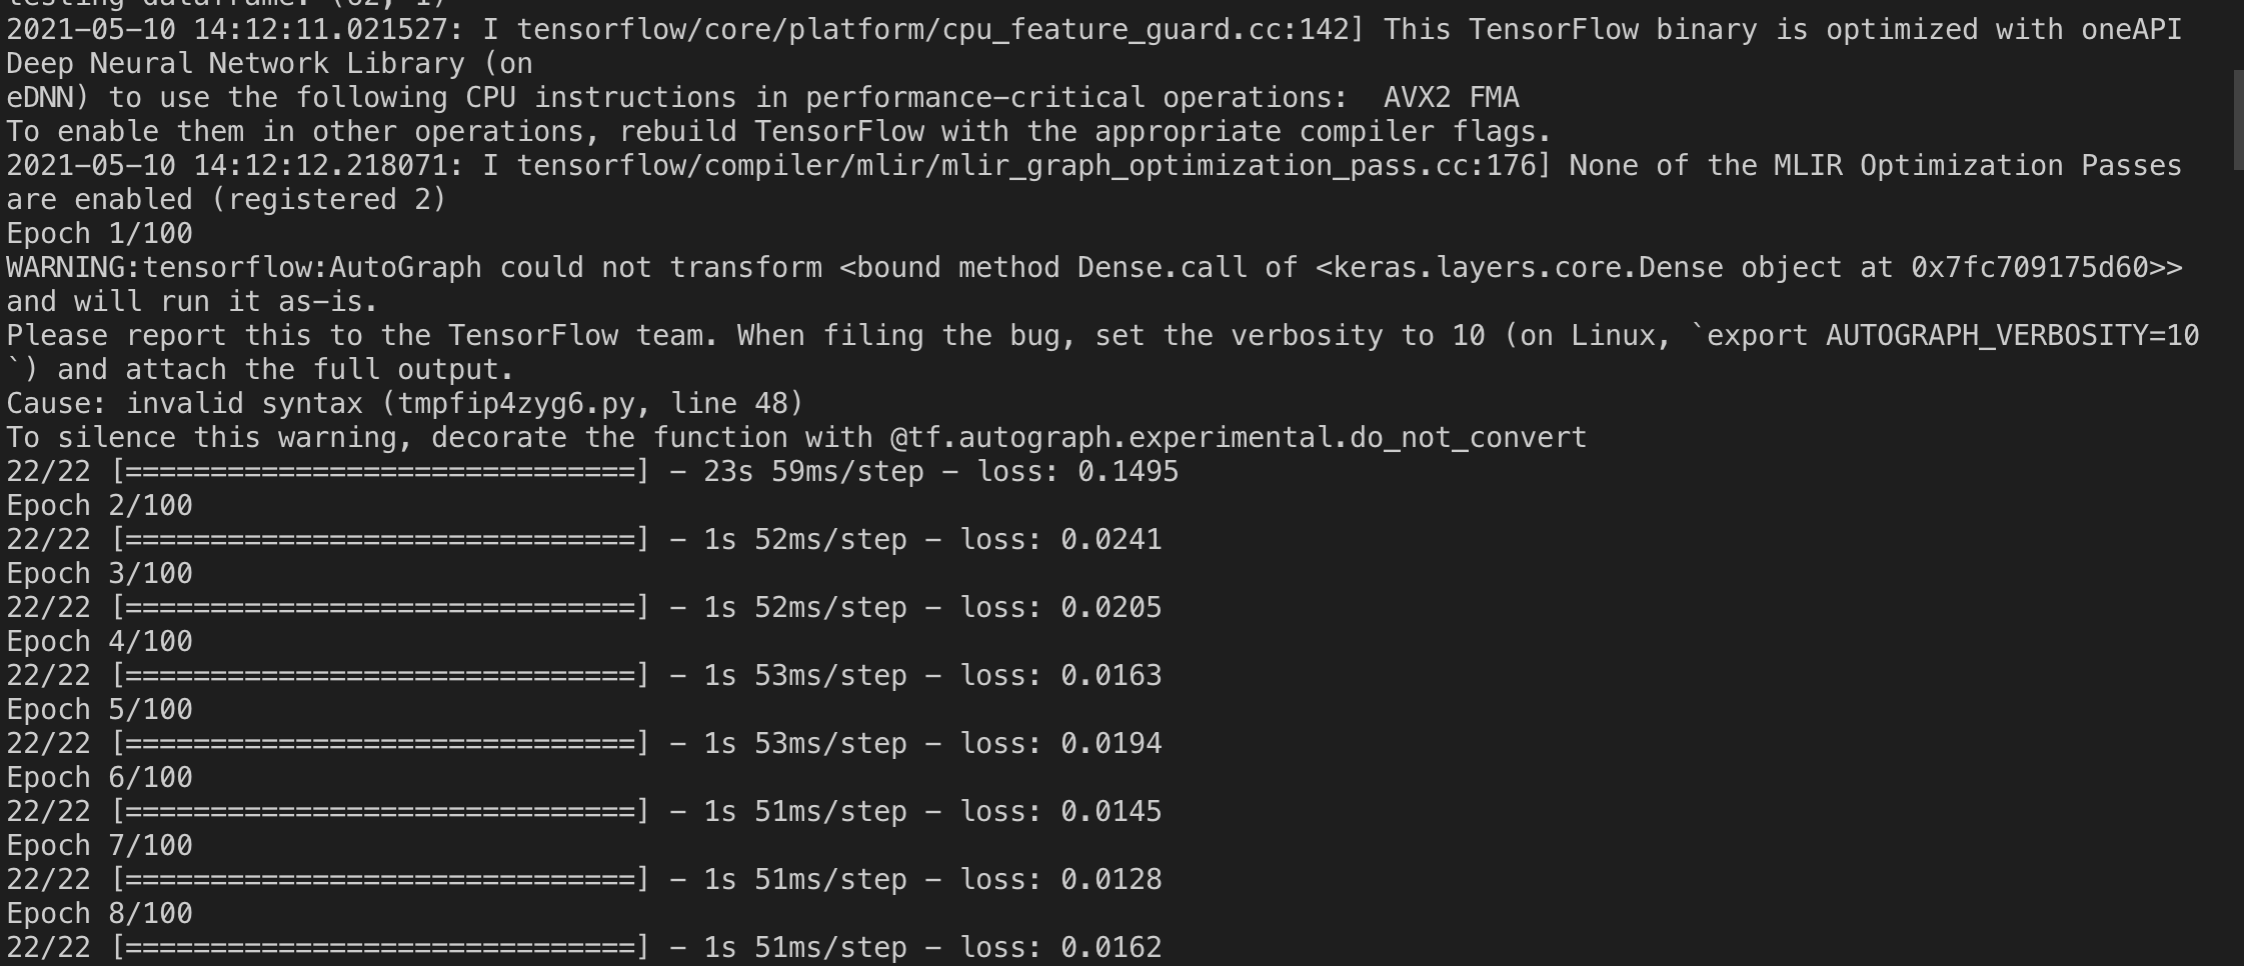 testing dataframe: (62, 1)
2021-05-10 14:12:11.021527: I tensorflow/core/platform/cpu_feature_guard.cc:142] This TensorFlow binary is optimized with oneAPI
Deep Neural Network Library (on
eDNN) to use the following CPU instructions in performance-critical operations:  AVX2 FMA
To enable them in other operations, rebuild TensorFlow with the appropriate compiler flags.
2021-05-10 14:12:12.218071: I tensorflow/compiler/mlir/mlir_graph_optimization_pass.cc:176] None of the MLIR Optimization Passes
are enabled (registered 2)
Epoch 1/100
WARNING:tensorflow:AutoGraph could not transform <bound method Dense.call of <keras.layers.core.Dense object at 0x7fc709175d60>>
and will run it as-is.
Please report this to the TensorFlow team. When filing the bug, set the verbosity to 10 (on Linux, `export AUTOGRAPH_VERBOSITY=10
`) and attach the full output.
Cause: invalid syntax (tmpfip4zyg6.py, line 48)
To silence this warning, decorate the function with @tf.autograph.experimental.do_not_convert
22/22 [==============================] - 23s 59ms/step - loss: 0.1495
Epoch 2/100
22/22 [==============================] - 1s 52ms/step - loss: 0.0241
Epoch 3/100
22/22 [==============================] - 1s 52ms/step - loss: 0.0205
Epoch 4/100
22/22 [==============================] - 1s 53ms/step - loss: 0.0163
Epoch 5/100
22/22 [==============================] - 1s 53ms/step - loss: 0.0194
Epoch 6/100
22/22 [==============================] - 1s 51ms/step - loss: 0.0145
Epoch 7/100
22/22 [==============================] - 1s 51ms/step - loss: 0.0128
Epoch 8/100
22/22 [==============================] - 1s 51ms/step - loss: 0.0162